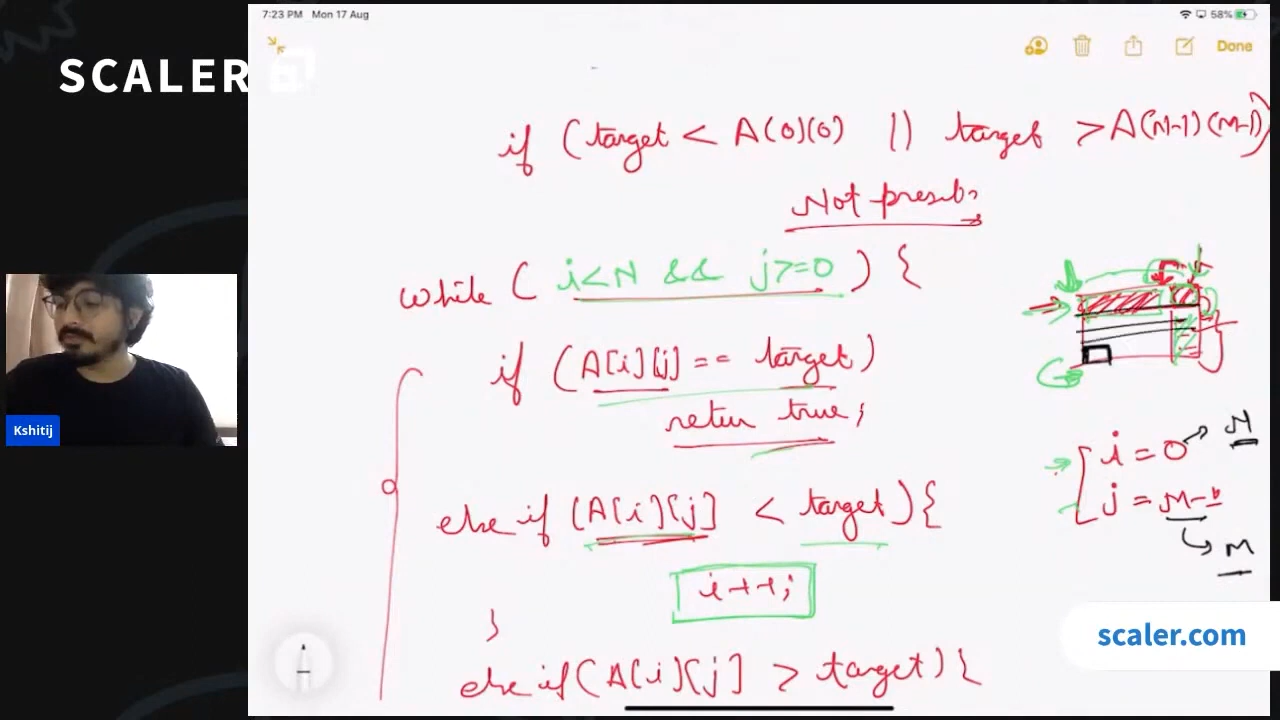 7:23 PM Mon 17 Aug
58%
Done
SCALER
if (target < A(0)(0) || target > A(N-1)(M-1))
Not present
while ( i<N && j>=0 ) {
if (A[i][j] == target)
retur true;
i = 0 → N
j = M-1
M
else if (A[i][j] < target) {
i++;
}
else if (A[i][j] > target) {
Kshitij
scaler.com